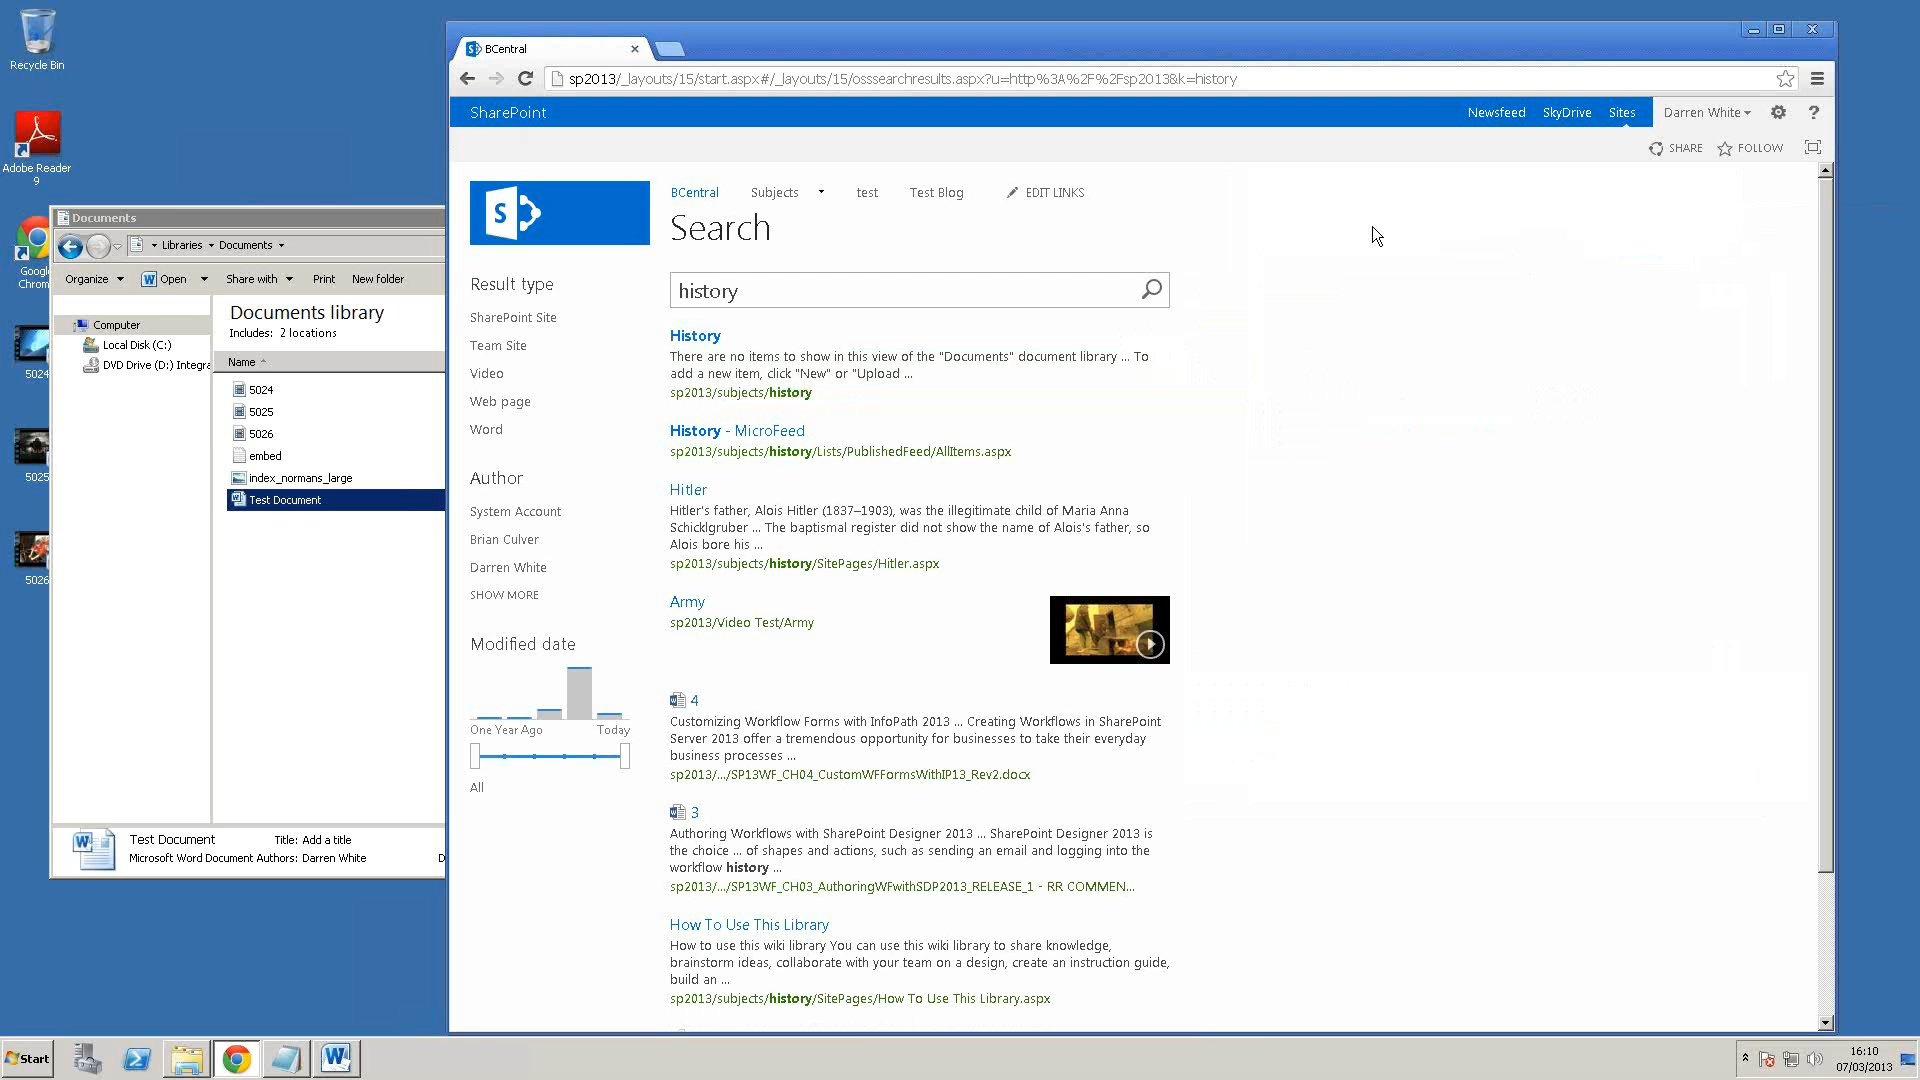 Recycle Bin
Adobe Reader
9
Google
Chrom
5024
5025
5026
Documents
Libraries
Documents
Organize
Open
Share with
Print
New folder
Computer
Local Disk (C:)
DVD Drive (D:) Integra
Documents library
Includes: 2 locations
Name
5024
5025
5026
embed
index_normans_large
Test Document
Test Document
Title: Add a title
Microsoft Word Document
Authors: Darren White
D
BCentral
sp2013/_layouts/15/start.aspx#/_layouts/15/osssearchresults.aspx?u=http%3A%2F%2Fsp2013&k=history
SharePoint
Newsfeed
SkyDrive
Sites
Darren White
?
SHARE
FOLLOW
S
BCentral
Subjects
test
Test Blog
EDIT LINKS
Search
history
Result type
SharePoint Site
Team Site
Video
Web page
Word
Author
System Account
Brian Culver
Darren White
SHOW MORE
Modified date
One Year Ago
Today
All
History
There are no items to show in this view of the "Documents" document library ... To
add a new item, click "New" or "Upload ...
sp2013/subjects/history
History - MicroFeed
sp2013/subjects/history/Lists/PublishedFeed/AllItems.aspx
Hitler
Hitler's father, Alois Hitler (1837–1903), was the illegitimate child of Maria Anna
Schicklgruber ... The baptismal register did not show the name of Alois's father, so
Alois bore his ...
sp2013/subjects/history/SitePages/Hitler.aspx
Army
sp2013/Video Test/Army
4
Customizing Workflow Forms with InfoPath 2013 ... Creating Workflows in SharePoint
Server 2013 offer a tremendous opportunity for businesses to take their everyday
business processes ...
sp2013/.../SP13WF_CH04_CustomWFFormsWithIP13_Rev2.docx
3
Authoring Workflows with SharePoint Designer 2013 ... SharePoint Designer 2013 is
the choice ... of shapes and actions, such as sending an email and logging into the
workflow history ...
sp2013/.../SP13WF_CH03_AuthoringWFwithSDP2013_RELEASE_1 - RR COMMEN...
How To Use This Library
How to use this wiki library You can use this wiki library to share knowledge,
brainstorm ideas, collaborate with your team on a design, create an instruction guide,
build an ...
sp2013/subjects/history/SitePages/How To Use This Library.aspx
Start
16:10
07/03/2013